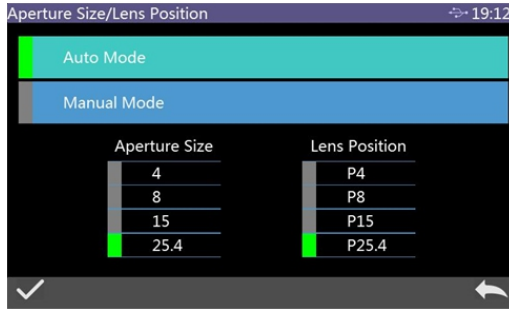 Aperture Size/Lens Position 19:12
Auto Mode
Manual Mode
Aperture Size Lens Position
4 P4
8 P8
15 P15
25.4 P25.4